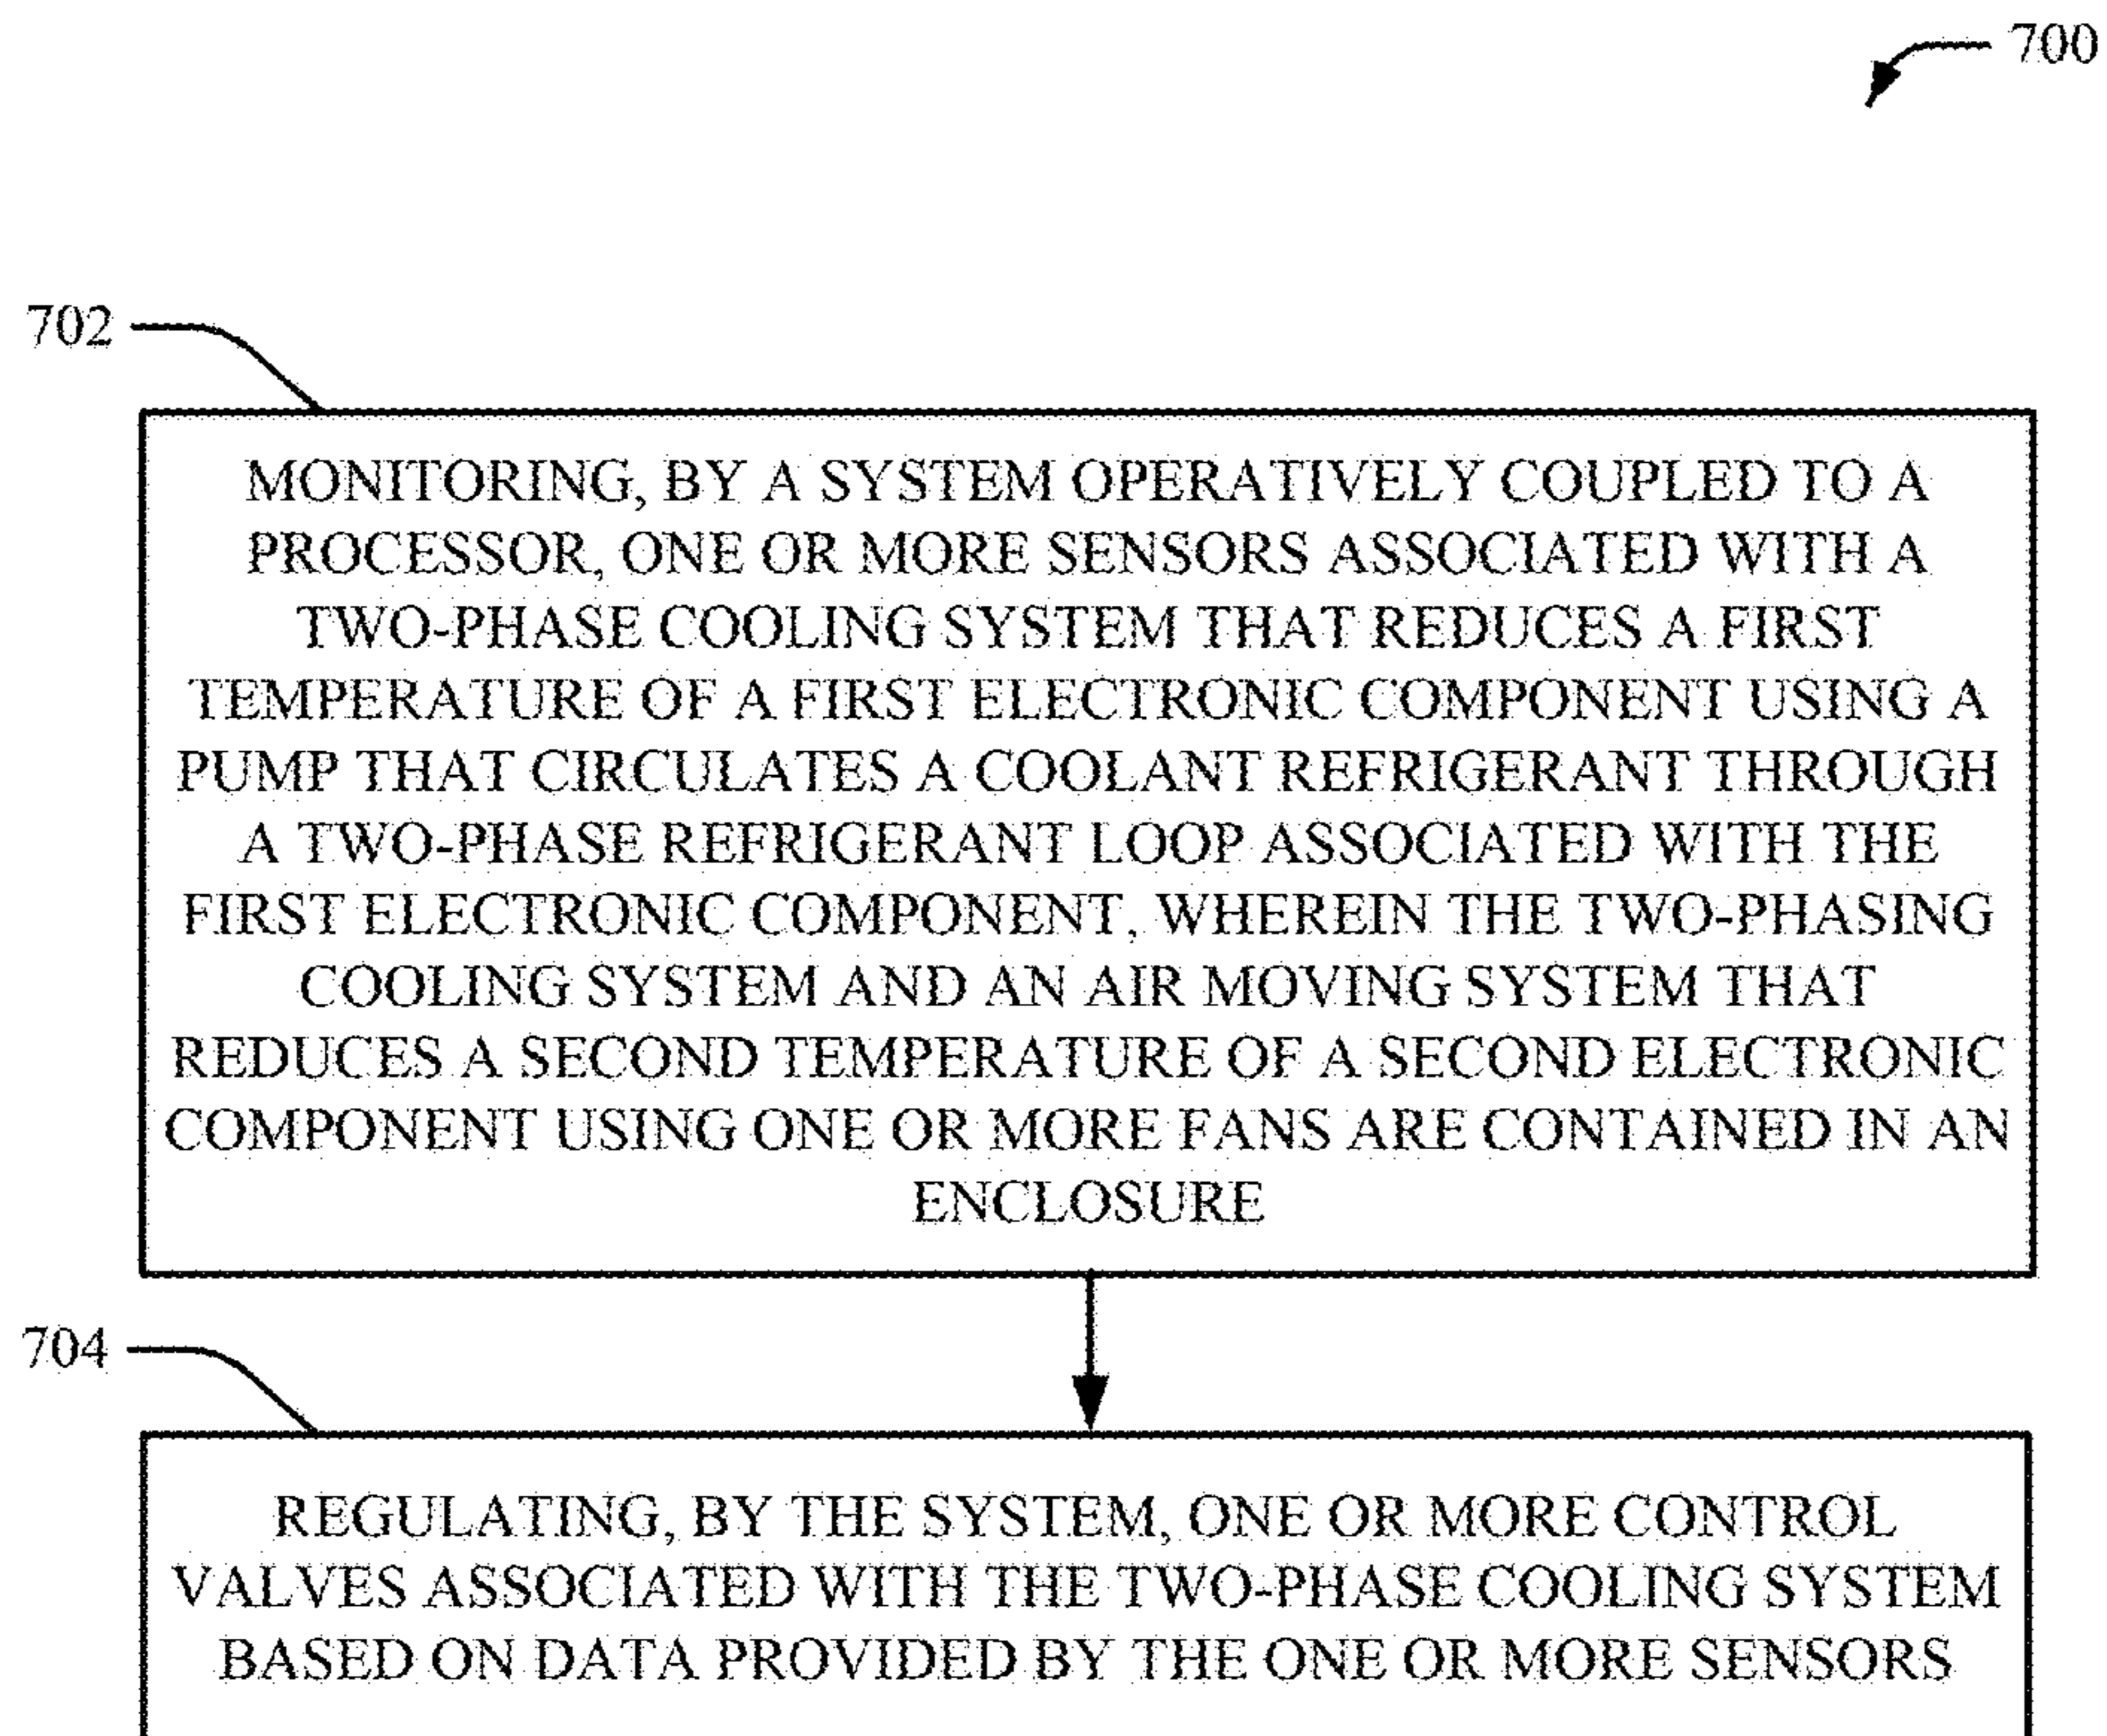 700
702
MONITORING, BY A SYSTEM OPERATIVELY COUPLED TO A
PROCESSOR, ONE OR MORE SENSORS ASSOCIATED WITH A
TWO-PHASE COOLING SYSTEM THAT REDUCES A FIRST
TEMPERATURE OF A FIRST ELECTRONIC COMPONENT USING A
PUMP THAT CIRCULATES A COOLANT REFRIGERANT THROUGH
A TWO-PHASE REFRIGERANT LOOP ASSOCIATED WITH THE
FIRST ELECTRONIC COMPONENT, WHEREIN THE TWO-PHASING
COOLING SYSTEM AND AN AIR MOVING SYSTEM THAT
REDUCES A SECOND TEMPERATURE OF A SECOND ELECTRONIC
COMPONENT USING ONE OR MORE FANS ARE CONTAINED IN AN
ENCLOSURE
704
REGULATING, BY THE SYSTEM, ONE OR MORE CONTROL
VALVES ASSOCIATED WITH THE TWO-PHASE COOLING SYSTEM
BASED ON DATA PROVIDED BY THE ONE OR MORE SENSORS